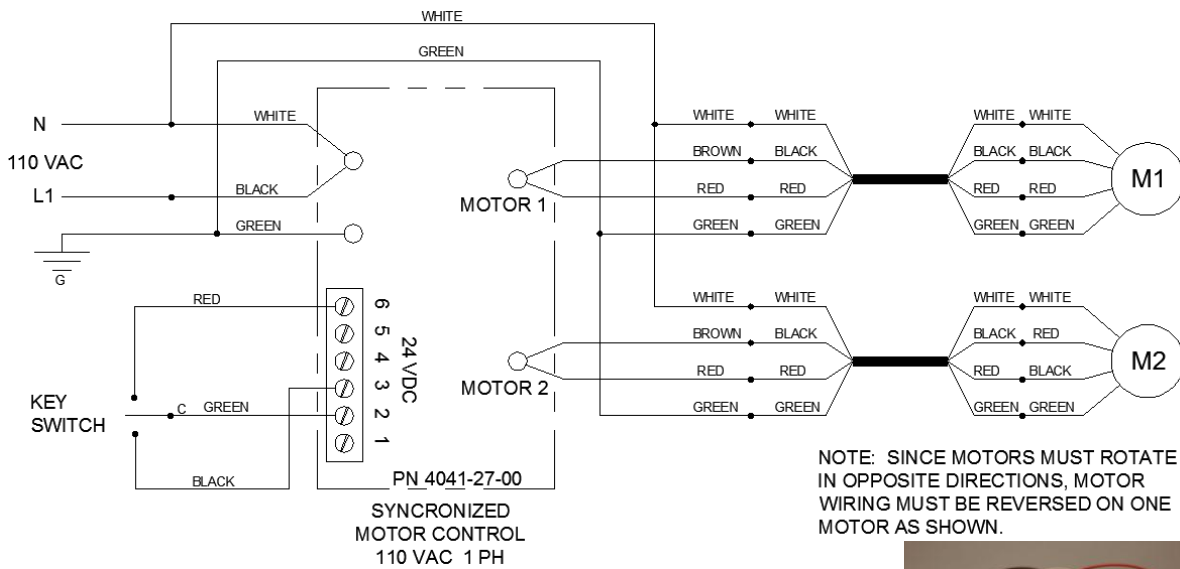 WHITE
GREEN
N
WHITE
110 VAC
L1
BLACK
GREEN
G
MOTOR 1
WHITE WHITE
BROWN BLACK
RED RED
GREEN GREEN
WHITE WHITE
BLACK BLACK
RED RED
GREEN GREEN
M1
RED
KEY
SWITCH
C GREEN
BLACK
6
5
4
3
2
1
24 VDC
MOTOR 2
WHITE WHITE
BROWN BLACK
RED RED
GREEN GREEN
WHITE WHITE
BLACK RED
RED BLACK
GREEN GREEN
M2
PN 4041-27-00
SYNCRONIZED
MOTOR CONTROL
110 VAC 1 PH
NOTE: SINCE MOTORS MUST ROTATE
IN OPPOSITE DIRECTIONS, MOTOR
WIRING MUST BE REVERSED ON ONE
MOTOR AS SHOWN.